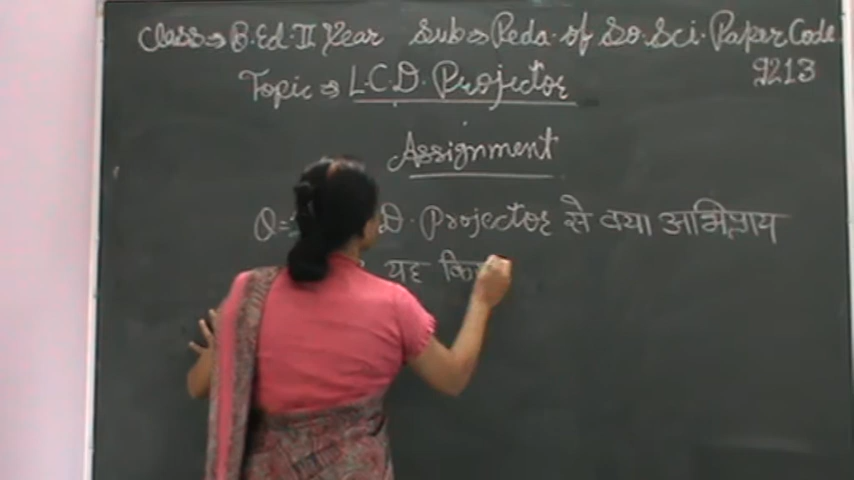 Class⇒ B.Ed. II Year Sub⇒ Peda. of So. Sci. Paper Code
9213
Topic ⇒ L.C.D. Projector
Assignment
Q= D. Projector से क्या अभिप्राय
यह